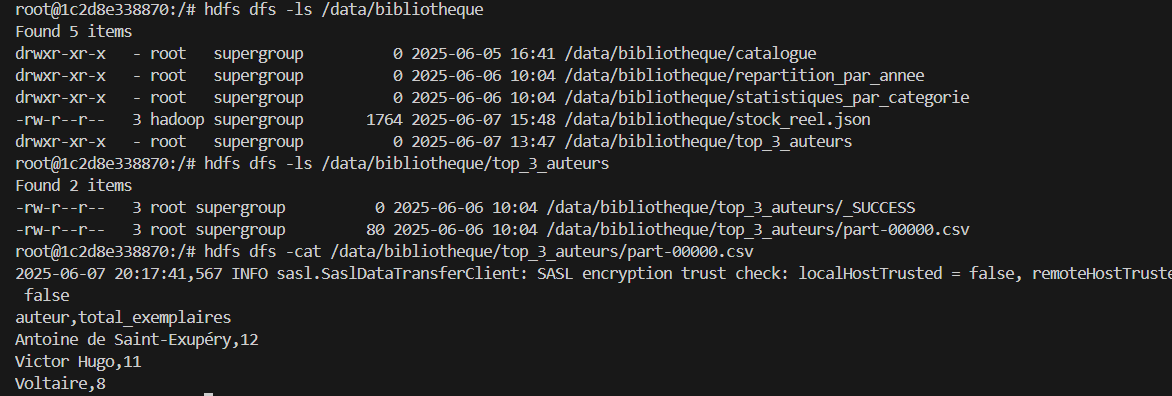 root@1c2d8e338870:/# hdfs dfs -ls /data/bibliotheque
Found 5 items
drwxr-xr-x   - root   supergroup          0 2025-06-05 16:41 /data/bibliotheque/catalogue
drwxr-xr-x   - root   supergroup          0 2025-06-06 10:04 /data/bibliotheque/repartition_par_annee
drwxr-xr-x   - root   supergroup          0 2025-06-06 10:04 /data/bibliotheque/statistiques_par_categorie
-rw-r--r--   3 hadoop supergroup       1764 2025-06-07 15:48 /data/bibliotheque/stock_reel.json
drwxr-xr-x   - root   supergroup          0 2025-06-07 13:47 /data/bibliotheque/top_3_auteurs
root@1c2d8e338870:/# hdfs dfs -ls /data/bibliotheque/top_3_auteurs
Found 2 items
-rw-r--r--   3 root supergroup          0 2025-06-06 10:04 /data/bibliotheque/top_3_auteurs/_SUCCESS
-rw-r--r--   3 root supergroup         80 2025-06-06 10:04 /data/bibliotheque/top_3_auteurs/part-00000.csv
root@1c2d8e338870:/# hdfs dfs -cat /data/bibliotheque/top_3_auteurs/part-00000.csv
2025-06-07 20:17:41,567 INFO sasl.SaslDataTransferClient: SASL encryption trust check: localHostTrusted = false, remoteHostTruste
false
auteur,total_exemplaires
Antoine de Saint-Exupéry,12
Victor Hugo,11
Voltaire,8